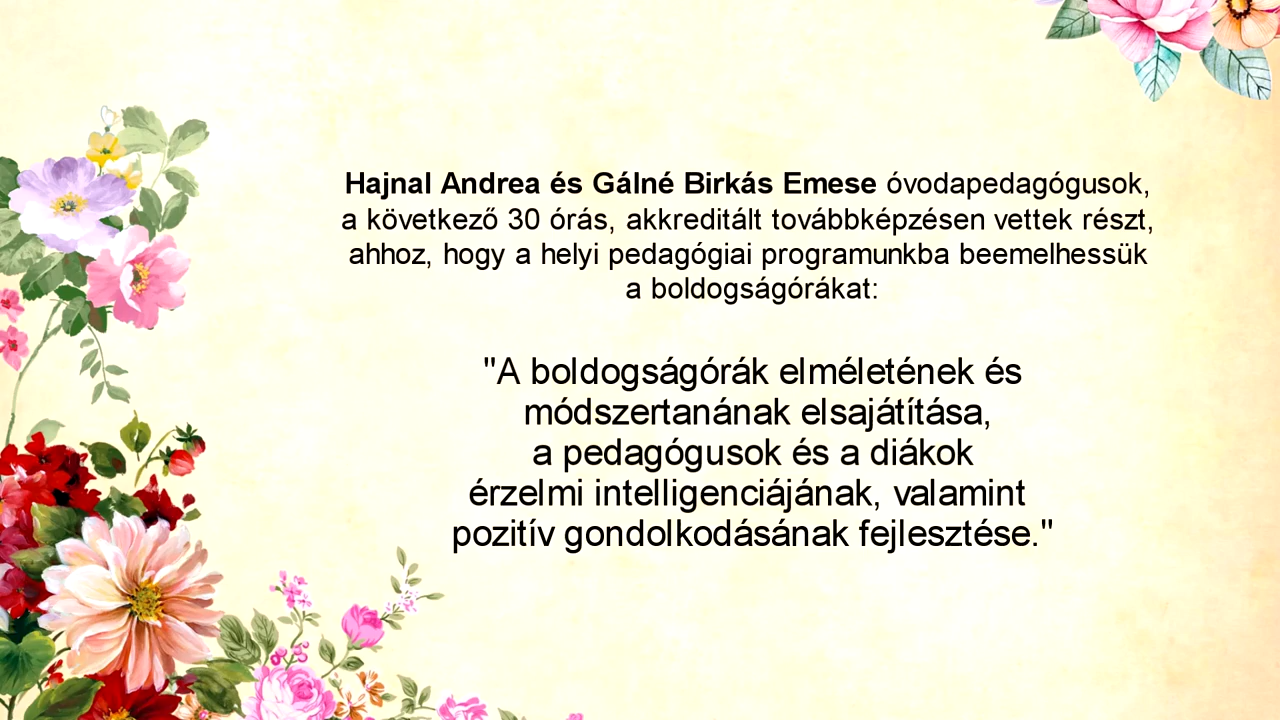 Hajnal Andrea és Gálné Birkás Emese óvodapedagógusok,
a következő 30 órás, akkreditált továbbképzésen vettek részt,
ahhoz, hogy a helyi pedagógiai programunkba beemelhessük
a boldogságórákat:
"A boldogságórák elméletének és
módszertanának elsajátítása,
a pedagógusok és a diákok
érzelmi intelligenciájának, valamint
pozitív gondolkodásának fejlesztése."